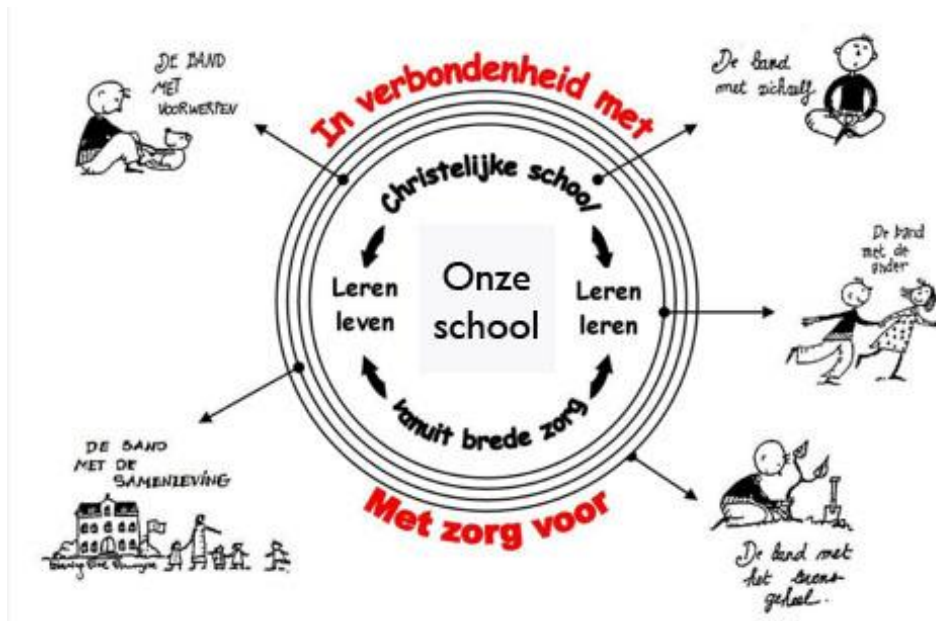 DE BAND
MET
VOORWERPEN
In verbondenheid met
De band
met zichzelf
Christelijke school
De band
met de
ander
Leren
leven
Onze
school
Leren
leren
vanuit brede zorg
DE BAND
MET DE
SAMENLEVING
Met zorg voor
De band met
het
geheel.